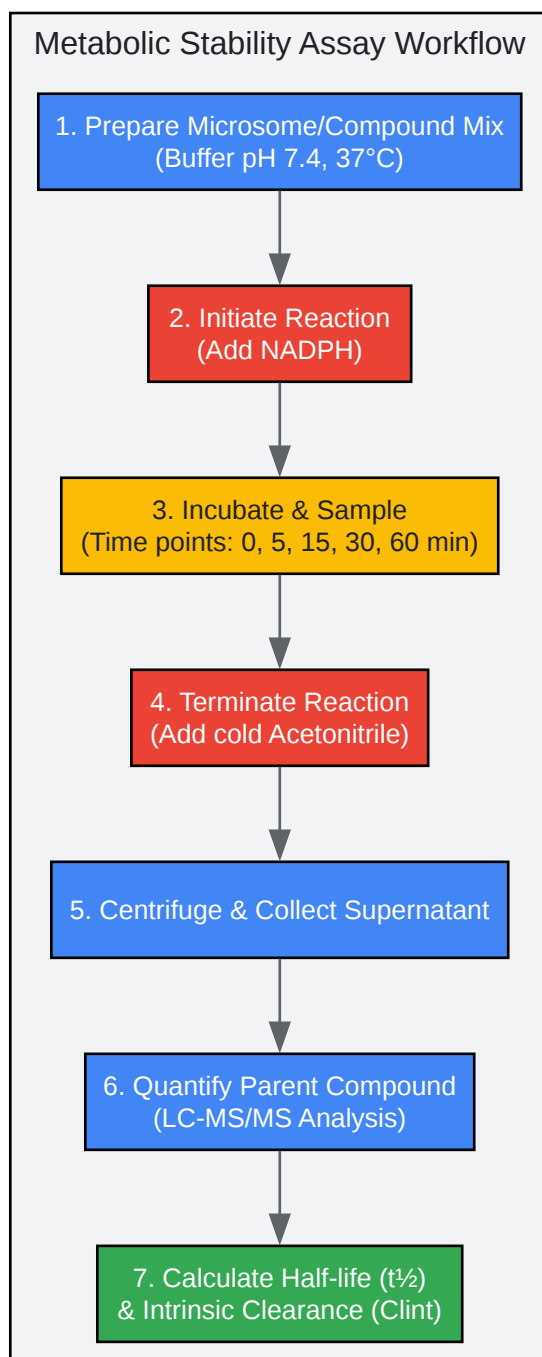 Metabolic Stability Assay Workflow
1. Prepare Microsome/Compound Mix
(Buffer pH 7.4, 37°C)
2. Initiate Reaction
(Add NADPH)
3. Incubate & Sample
(Time points: 0, 5, 15, 30, 60 min)
4. Terminate Reaction
(Add cold Acetonitrile)
5. Centrifuge & Collect Supernatant
6. Quantify Parent Compound
(LC-MS/MS Analysis)
7. Calculate Half-life (t½)
& Intrinsic Clearance (Clint)